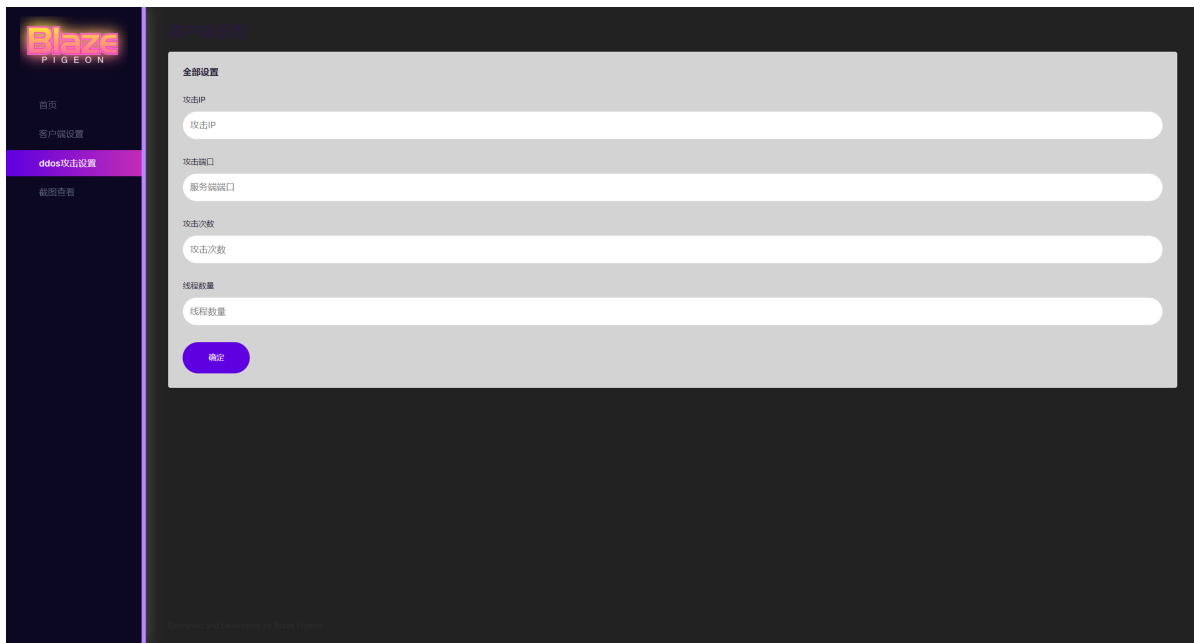 Blaze
PIGEON
首页
客户端设置
ddos攻击设置
截图查看
全部设置
攻击IP
攻击IP
攻击端口
服务端端口
攻击次数
攻击次数
线程数量
线程数量
确定